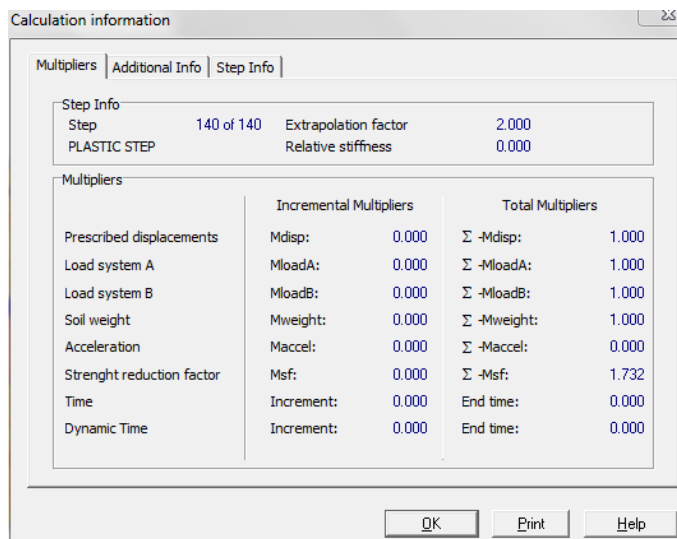 Calculation information
Multipliers Additional Info Step Info
Step Info
Step 140 of 140 Extrapolation factor 2.000
PLASTIC STEP Relative stiffness 0.000
Multipliers
Incremental Multipliers Total Multipliers
Prescribed displacements Mdisp: 0.000 Σ -Mdisp: 1.000
Load system A MloadA: 0.000 Σ -MloadA: 1.000
Load system B MloadB: 0.000 Σ -MloadB: 1.000
Soil weight Mweight: 0.000 Σ -Mweight: 1.000
Acceleration Maccel: 0.000 Σ -Maccel: 0.000
Strenght reduction factor Msf: 0.000 Σ -Msf: 1.732
Time Increment: 0.000 End time: 0.000
Dynamic Time Increment: 0.000 End time: 0.000
OK Print Help